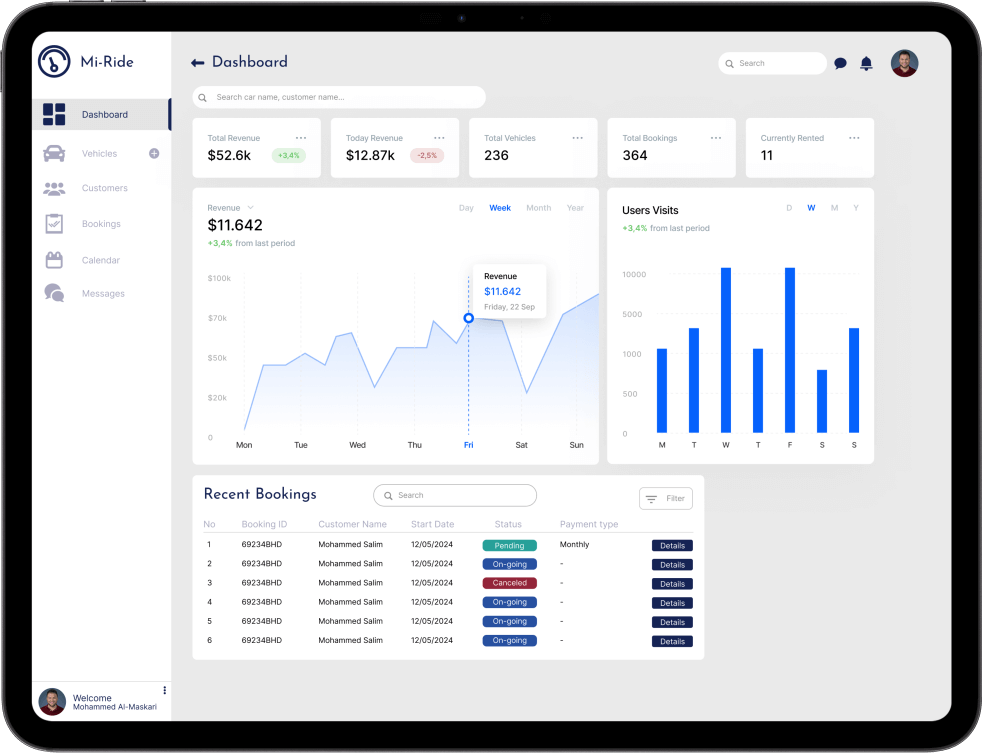 Mi-Ride
Dashboard
Search
Dashboard
Vehicles
Customers
Bookings
Calendar
Messages
Search car name, customer name...
Total Revenue
$52.6k +3,4%
Today Revenue
$12.87k -2,5%
Total Vehicles
236
Total Bookings
364
Currently Rented
11
Revenue
Day Week Month Year
$11.642
+3,4% from last period
$100k
$70k
$50k
$20k
0
Revenue
$11.642
Friday, 22 Sep
Mon Tue Wed Thu Fri Sat Sun
Users Visits
D W M Y
+3,4% from last period
10000
5000
1000
500
0
M T W T F S S
Recent Bookings
Search
Filter
No Booking ID Customer Name Start Date Status Payment type
1 69234BHD Mohammed Salim 12/05/2024 Pending Monthly Details
2 69234BHD Mohammed Salim 12/05/2024 On-going - Details
3 69234BHD Mohammed Salim 12/05/2024 Canceled - Details
4 69234BHD Mohammed Salim 12/05/2024 On-going - Details
5 69234BHD Mohammed Salim 12/05/2024 On-going - Details
6 69234BHD Mohammed Salim 12/05/2024 On-going - Details
Welcome
Mohammed Al-Maskari